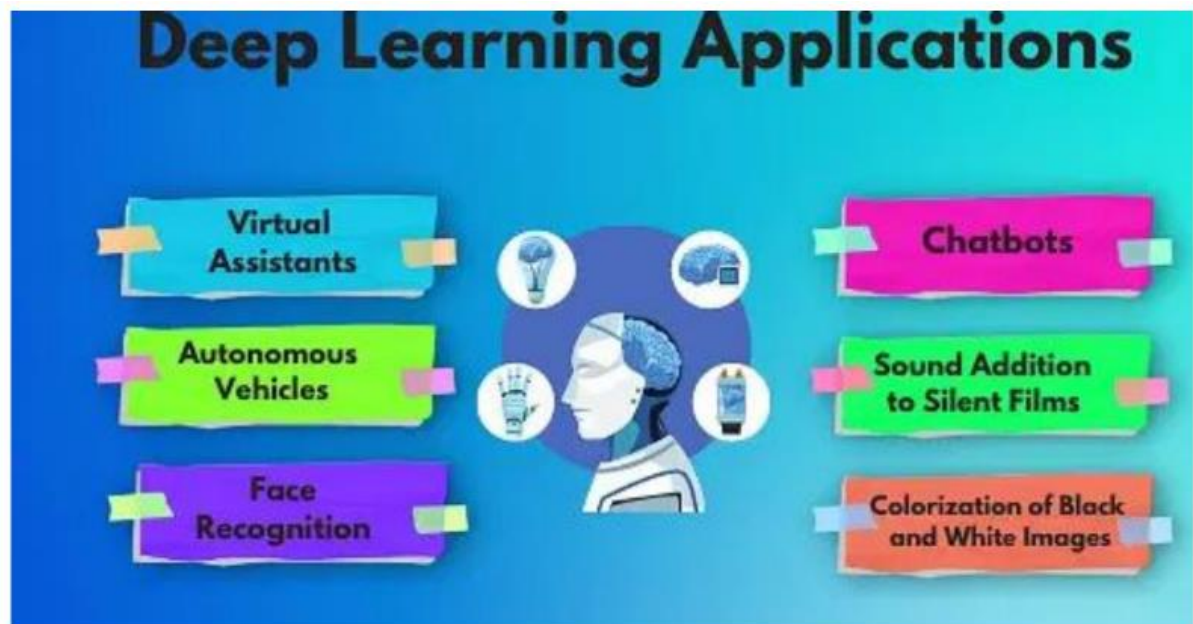 Deep Learning Applications
Virtual
Assistants
Autonomous
Vehicles
Face
Recognition
Chatbots
Sound Addition
to Silent Films
Colorization of Black
and White Images